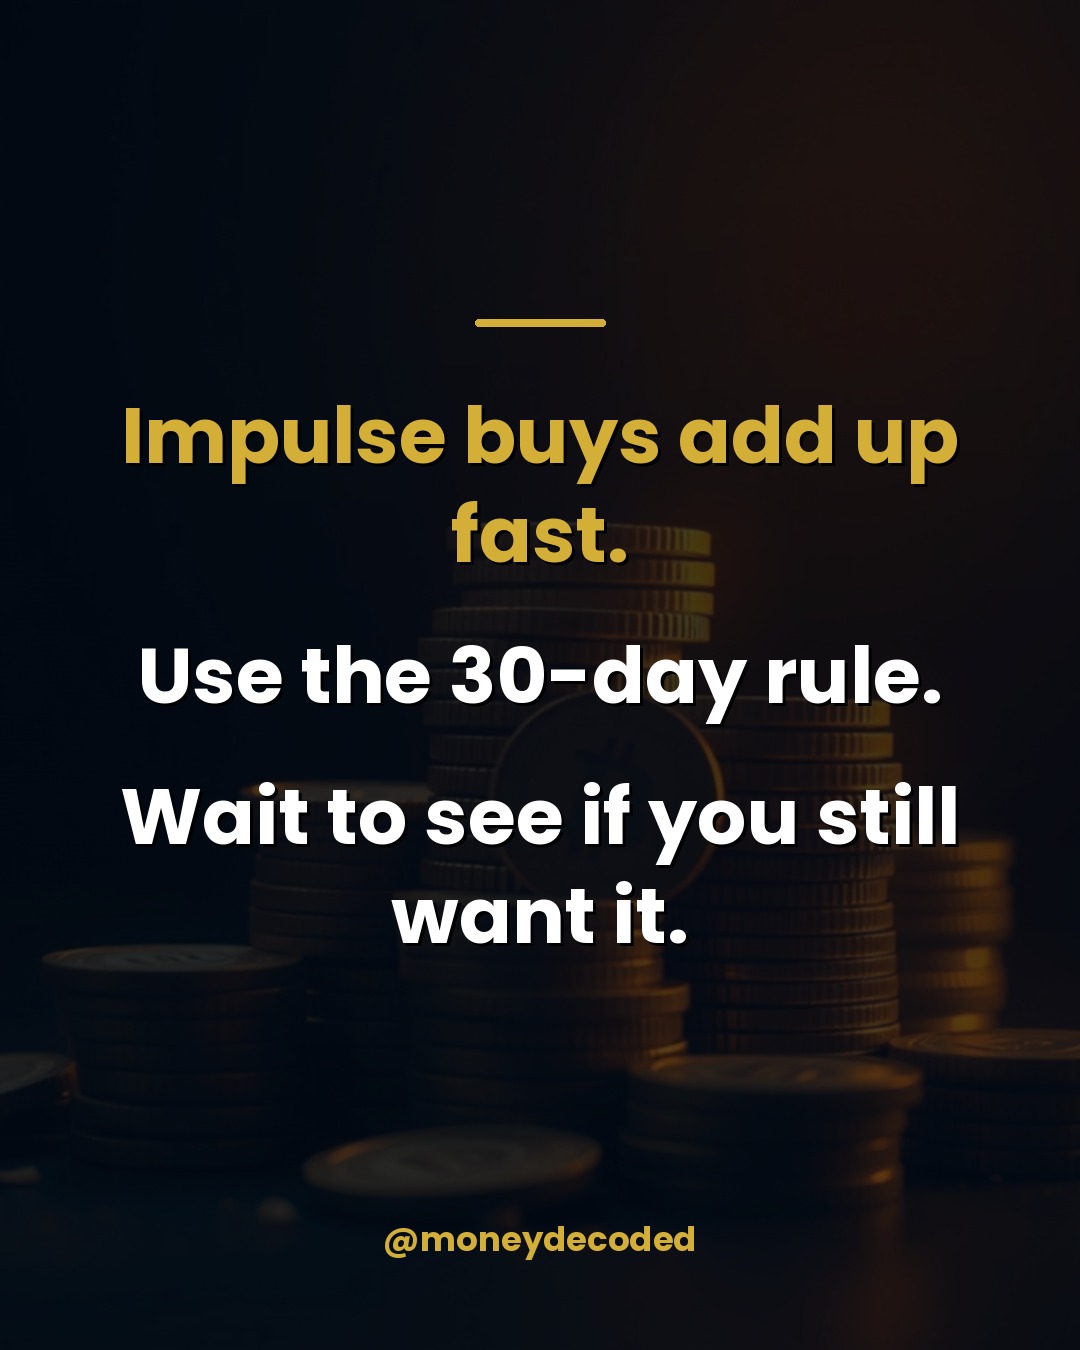 Impulse buys add up
fast.
Use the 30-day rule.
Wait to see if you still
want it.
@moneydecoded